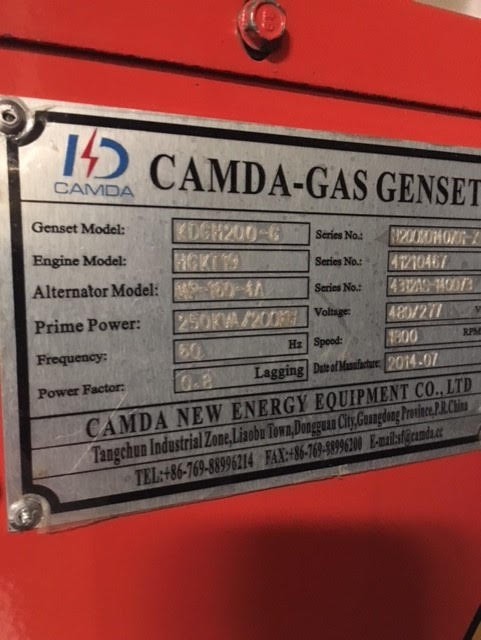 CAMDA
CAMDA-GAS GENSET
Genset Model: KDGH200-G Series No.:
Engine Model: HGKT19 Series No.: 41210467
Alternator Model: Series No.:
Prime Power: 250KVA/200KW Voltage: 480/277 V
Frequency: 60 Hz Speed: 1800 RPM
Power Factor: 0.8 Lagging Date of Manufacture: 2014-07
CAMDA NEW ENERGY EQUIPMENT CO., LTD
Tangchun Industrial Zone,Liaobu Town,Dongguan City,Guangdong Province,P.R.China
TEL:+86-769-88996214 FAX:+86-769-88996200 E-mail:sf@camda.cc